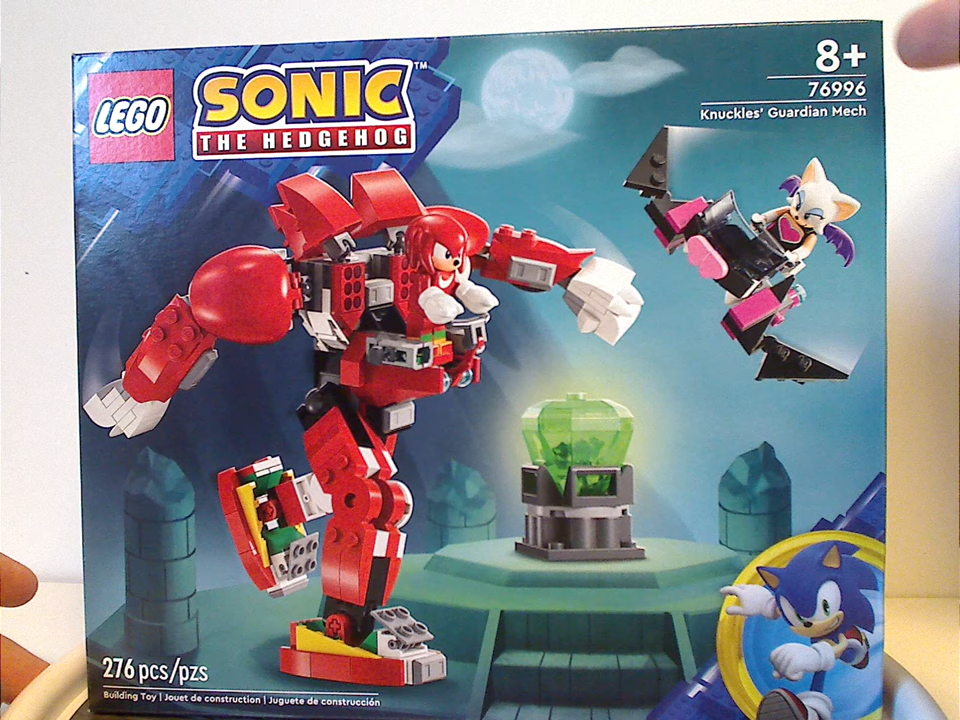 LEGO
SONIC™
THE HEDGEHOG
8+
76996
Knuckles' Guardian Mech
276 pcs/pzs
Building Toy | Jouet de construction | Juguete de construcción